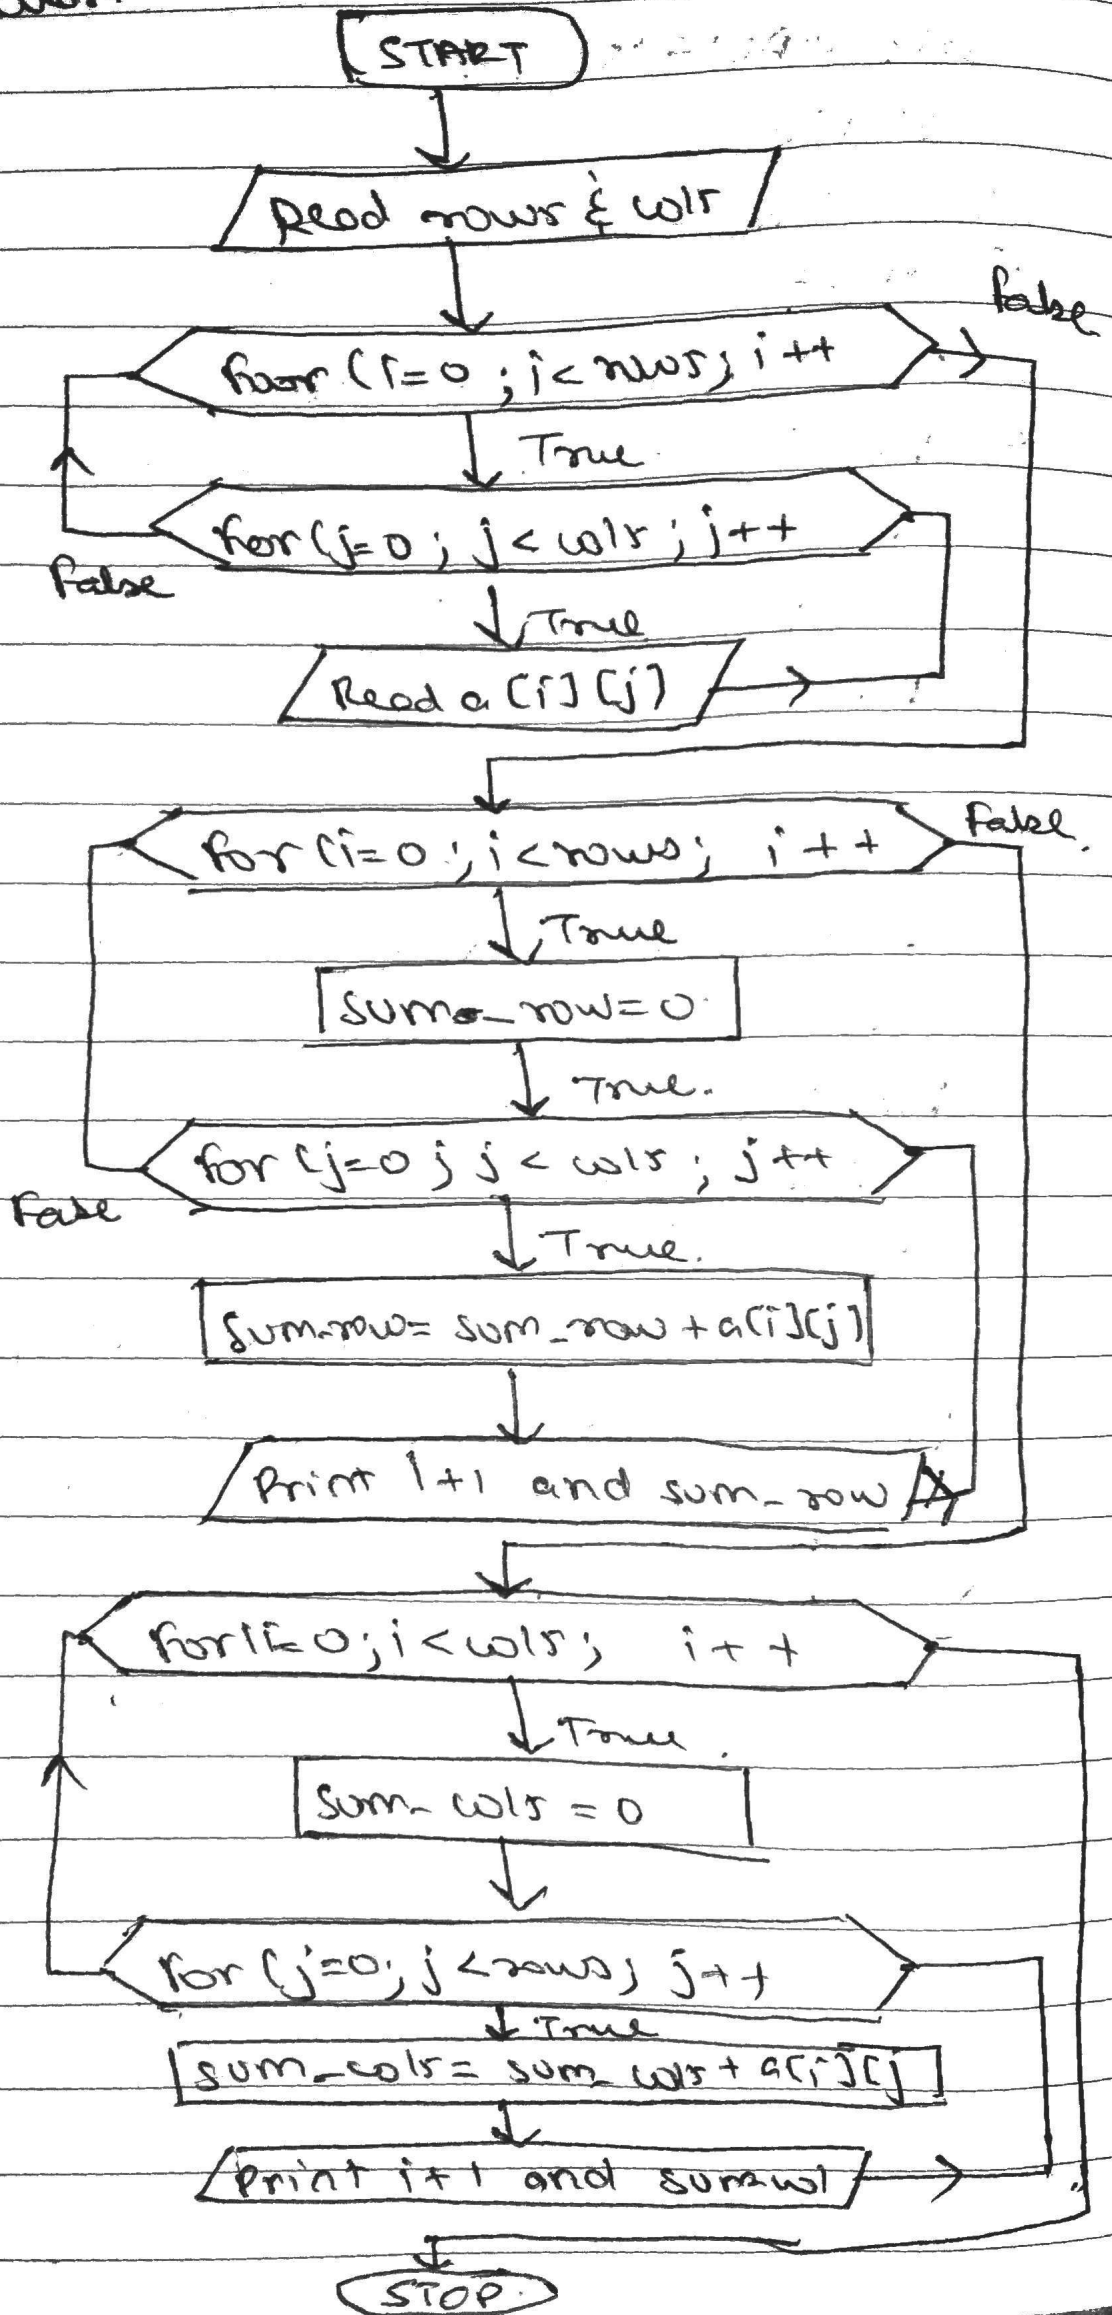 START
Read rows & cols
False
for (i=0 ; i< rows; i++
True
for (j=0 ; j < cols ; j++
False
True
Read a [i] [j]
for (i=0 ; i<rows; i++
False
True
sum_row=0
True.
for (j=0 ; j < cols ; j++
False
True.
sum_row= sum_row + a[i][j]
Print i+1 and sum_row
for(i=0;i<cols; i++
True
sum_cols=0
for (j=0; j<rows; j++
True
sum_cols= sum_cols + a[i][j]
Print i+1 and sum_col
STOP